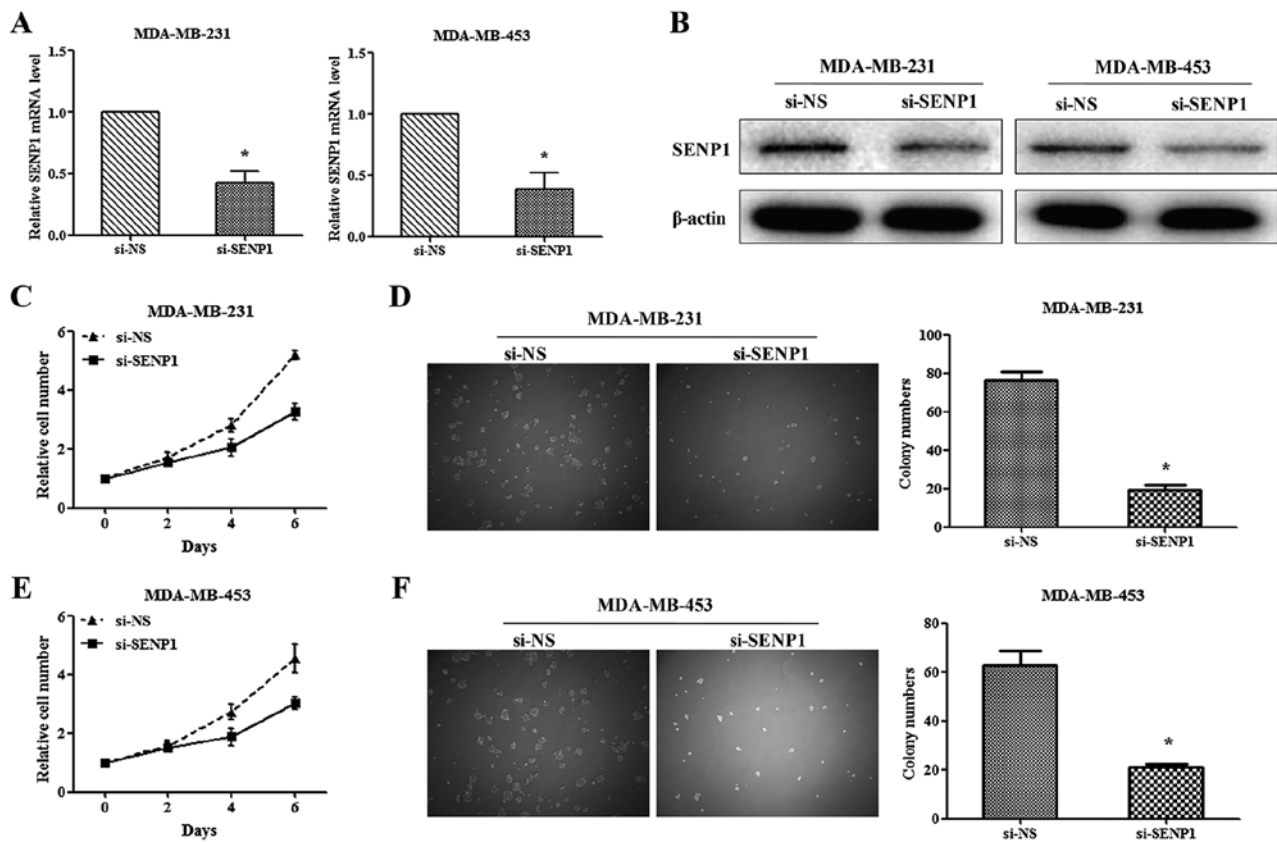 A
MDA-MB-231
Relative SENP1 mRNA level
1.5
1.0
0.5
0.0
*
si-NS
si-SENP1
MDA-MB-453
Relative SENP1 mRNA level
1.5
1.0
0.5
0.0
*
si-NS
si-SENP1
B
MDA-MB-231
MDA-MB-453
si-NS
si-SENP1
si-NS
si-SENP1
SENP1
β-actin
C
MDA-MB-231
si-NS
si-SENP1
Relative cell number
6
4
2
0
0
2
4
6
Days
D
MDA-MB-231
si-NS
si-SENP1
MDA-MB-231
Colony numbers
100
80
60
40
20
0
*
si-NS
si-SENP1
E
MDA-MB-453
si-NS
si-SENP1
Relative cell number
6
4
2
0
0
2
4
6
Days
F
MDA-MB-453
si-NS
si-SENP1
MDA-MB-453
Colony numbers
80
60
40
20
0
*
si-NS
si-SENP1